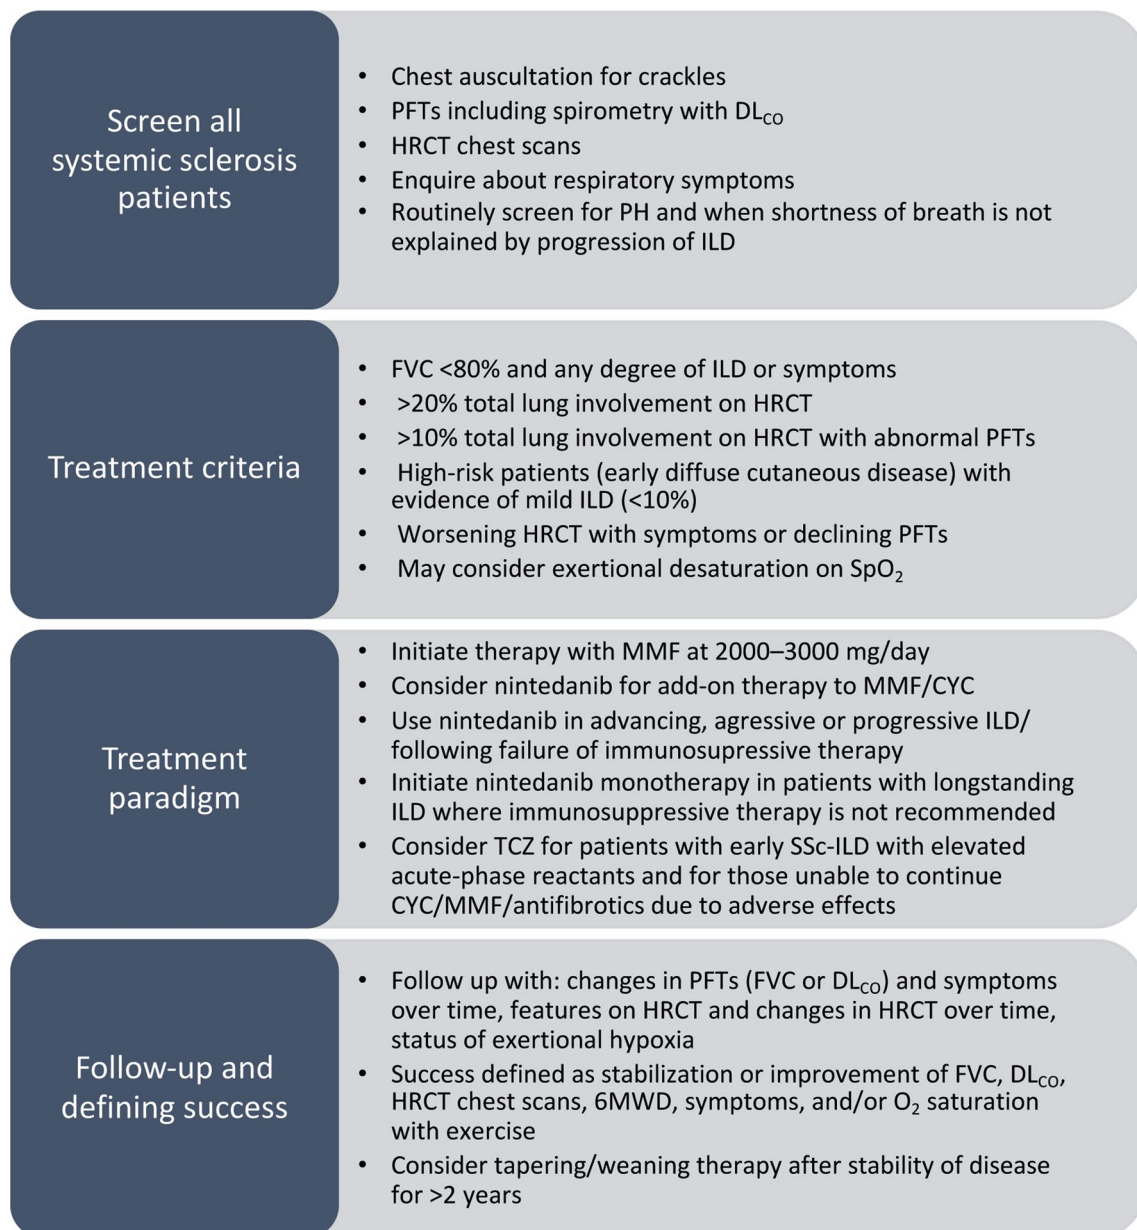 Screen all
systemic sclerosis
patients
• Chest auscultation for crackles
• PFTs including spirometry with DLCO
• HRCT chest scans
• Enquire about respiratory symptoms
• Routinely screen for PH and when shortness of breath is not
explained by progression of ILD
Treatment criteria
• FVC <80% and any degree of ILD or symptoms
• >20% total lung involvement on HRCT
• >10% total lung involvement on HRCT with abnormal PFTs
• High-risk patients (early diffuse cutaneous disease) with
evidence of mild ILD (<10%)
• Worsening HRCT with symptoms or declining PFTs
• May consider exertional desaturation on SpO2
Treatment
paradigm
• Initiate therapy with MMF at 2000–3000 mg/day
• Consider nintedanib for add-on therapy to MMF/CYC
• Use nintedanib in advancing, agressive or progressive ILD/
following failure of immunosupressive therapy
• Initiate nintedanib monotherapy in patients with longstanding
ILD where immunosuppressive therapy is not recommended
• Consider TCZ for patients with early SSc-ILD with elevated
acute-phase reactants and for those unable to continue
CYC/MMF/antifibrotics due to adverse effects
Follow-up and
defining success
• Follow up with: changes in PFTs (FVC or DLCO) and symptoms
over time, features on HRCT and changes in HRCT over time,
status of exertional hypoxia
• Success defined as stabilization or improvement of FVC, DLCO,
HRCT chest scans, 6MWD, symptoms, and/or O2 saturation
with exercise
• Consider tapering/weaning therapy after stability of disease
for >2 years